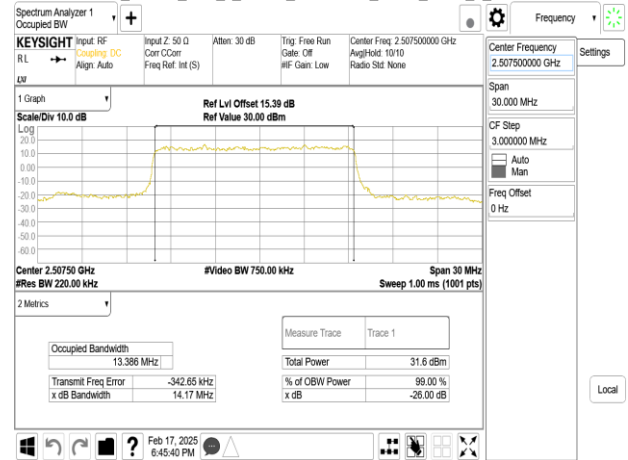 Spectrum Analyzer 1
Occupied BW
Frequency
KEYSIGHT
RL
LXI
Input: RF
Coupling: DC
Align: Auto
Input Z: 50 Ω
Corr CCorr
Freq Ref: Int (S)
Atten: 30 dB
Trig: Free Run
Gate: Off
#IF Gain: Low
Center Freq: 2.507500000 GHz
Avg|Hold: 10/10
Radio Std: None
Center Frequency
2.507500000 GHz
Settings
Span
30.000 MHz
CF Step
3.000000 MHz
Auto
Man
Freq Offset
0 Hz
Local
1 Graph
Scale/Div 10.0 dB
Ref Lvl Offset 15.39 dB
Ref Value 30.00 dBm
Log
20.0
10.0
0.00
-10.0
-20.0
-30.0
-40.0
-50.0
-60.0
Center 2.50750 GHz
#Video BW 750.00 kHz
Span 30 MHz
#Res BW 220.00 kHz
Sweep 1.00 ms (1001 pts)
2 Metrics
Measure Trace Trace 1
Occupied Bandwidth
13.386 MHz
Total Power 31.6 dBm
Transmit Freq Error -342.65 kHz
% of OBW Power 99.00 %
x dB Bandwidth 14.17 MHz
x dB -26.00 dB
Feb 17, 2025
6:45:40 PM